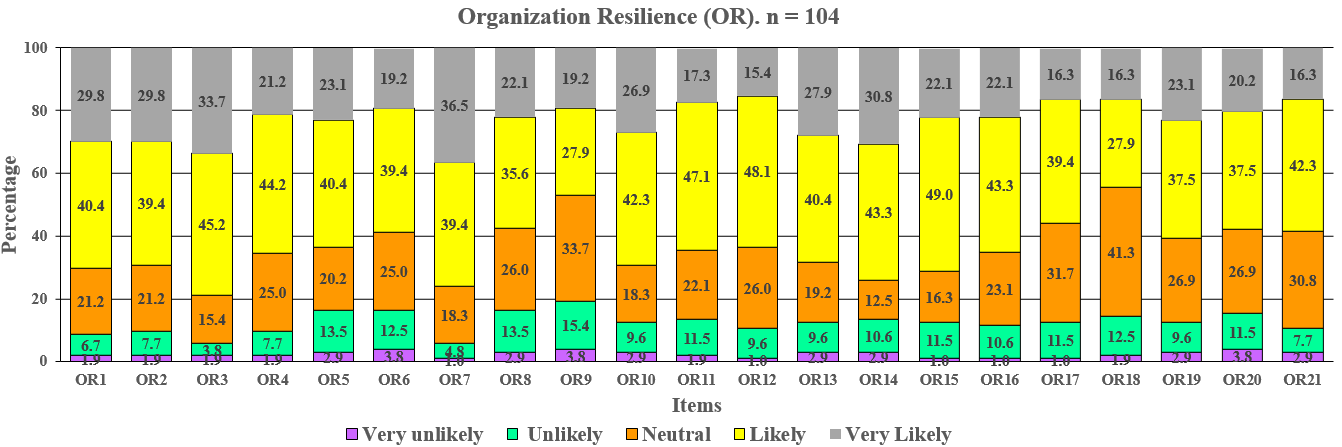 Organization Resilience (OR). n = 104
100 29.8 29.8 33.7 21.2 23.1 19.2 36.5 22.1 19.2 26.9 17.3 15.4 27.9 30.8 22.1 22.1 16.3 16.3 23.1 20.2 16.3
80
60 40.4 39.4 45.2 44.2 40.4 39.4 39.4 35.6 27.9 42.3 47.1 48.1 40.4 43.3 49.0 43.3 39.4 27.9 37.5 37.5 42.3
40
20 21.2 21.2 15.4 25.0 20.2 25.0 18.3 26.0 33.7 18.3 22.1 26.0 19.2 12.5 16.3 23.1 31.7 41.3 26.9 26.9 30.8
6.7 7.7 3.8 7.7 13.5 12.5 4.8 13.5 15.4 9.6 11.5 9.6 9.6 10.6 11.5 10.6 11.5 12.5 9.6 11.5 7.7
0 1.9 1.9 1.9 1.9 2.9 3.8 1.0 2.9 3.8 2.9 1.9 1.0 2.9 2.9 1.0 1.0 1.0 1.9 2.9 3.8 2.9
OR1 OR2 OR3 OR4 OR5 OR6 OR7 OR8 OR9 OR10 OR11 OR12 OR13 OR14 OR15 OR16 OR17 OR18 OR19 OR20 OR21
Percentage
Items
Very unlikely Unlikely Neutral Likely Very Likely